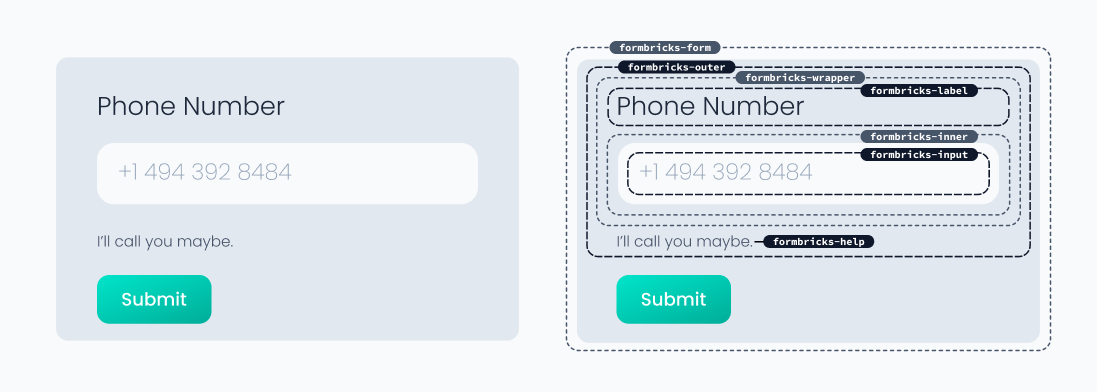 Phone Number
+1 494 392 8484
I'll call you maybe.
Submit
formbricks-form
formbricks-outer
formbricks-wrapper
formbricks-label
Phone Number
formbricks-inner
formbricks-input
+1 494 392 8484
I'll call you maybe. formbricks-help
Submit